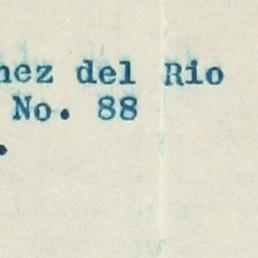 nez del Rio
No. 88
.